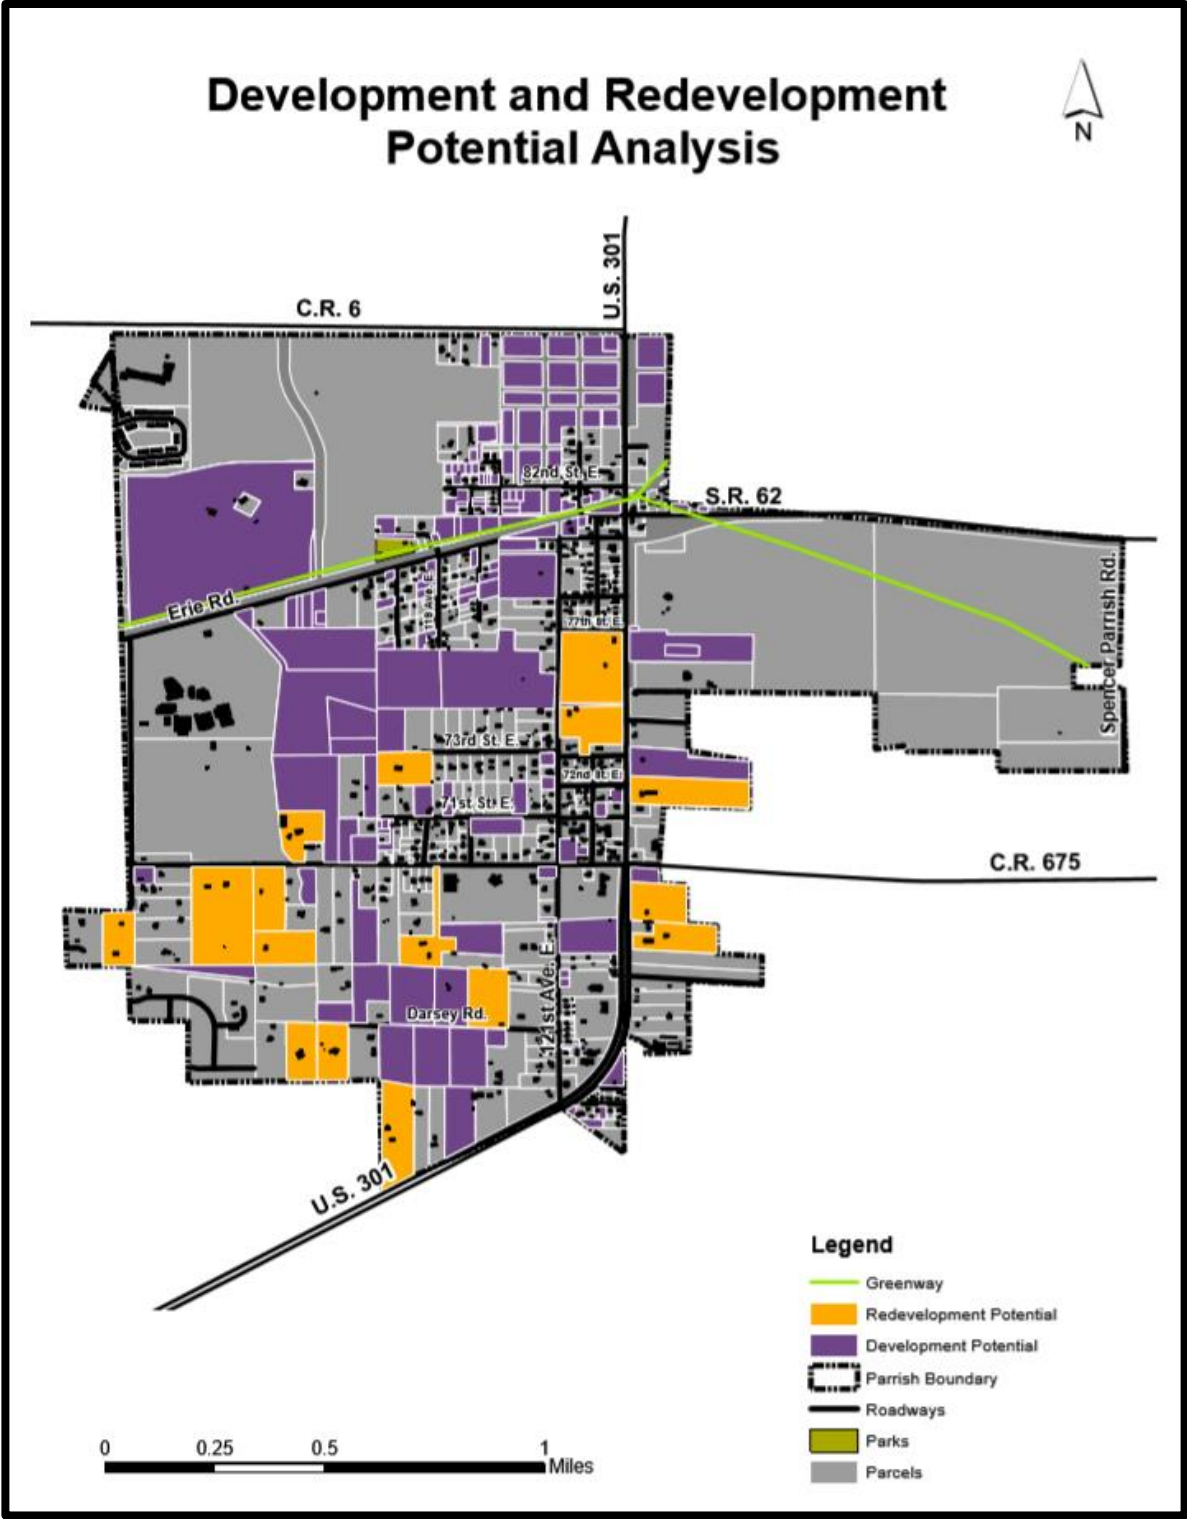 Development and Redevelopment
Potential Analysis
N
U.S. 301
C.R. 6
82nd St. E.
S.R. 62
Erie Rd.
118 Ave. E.
77th St. E.
Spencer Parrish Rd.
73rd St. E.
72nd St. E.
71st St. E.
C.R. 675
121st Ave. E.
Darsey Rd.
U.S. 301
Legend
Greenway
Redevelopment Potential
Development Potential
Parrish Boundary
Roadways
Parks
Parcels
0 0.25 0.5 1
Miles